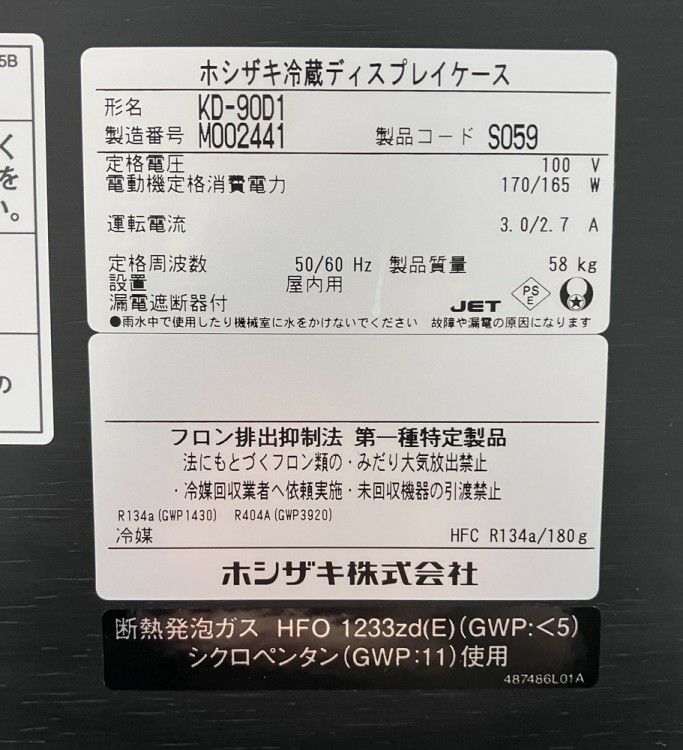 5B
く
を
い。
の
ホシザキ冷蔵ディスプレイケース
形名 KD-90D1
製造番号 M002441 製品コード S059
定格電圧 100 V
電動機定格消費電力 170/165 W
運転電流 3.0/2.7 A
定格周波数 50/60 Hz 製品質量 58 kg
設置 屋内用
漏電遮断器付 JET PS E
●雨水中で使用したり機械室に水をかけないでください 故障や漏電の原因になります
フロン排出抑制法 第一種特定製品
法にもとづくフロン類の・みだり大気放出禁止
・冷媒回収業者へ依頼実施・未回収機器の引渡禁止
R134a(GWP1430) R404A(GWP3920)
冷媒 HFC R134a/180g
ホシザキ株式会社
断熱発泡ガス HFO 1233zd(E)(GWP:<5)
シクロペンタン(GWP:11)使用
487486L01A